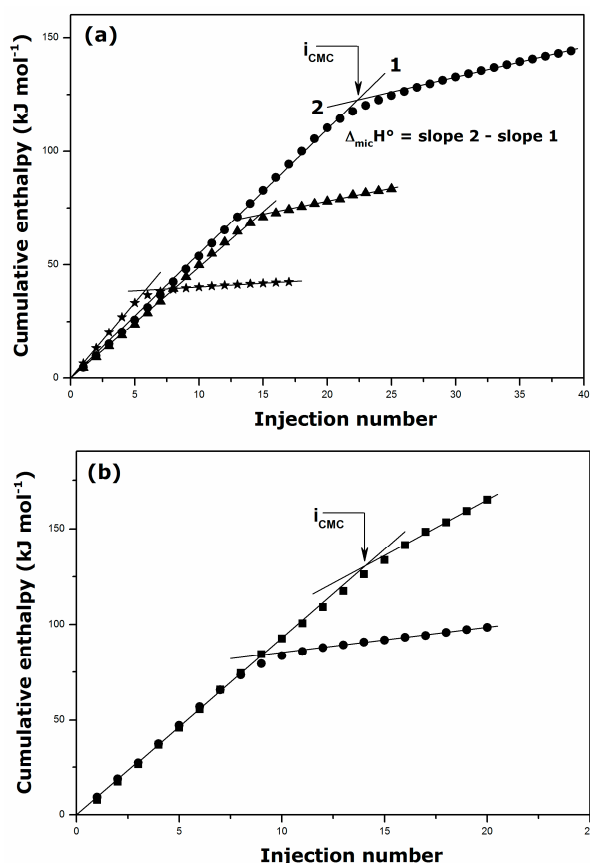 (a)
i_CMC
1
2
Δ_micH° = slope 2 - slope 1
Cumulative enthalpy (kJ mol⁻¹)
150
100
50
0
0 5 10 15 20 25 30 35 40
Injection number
(b)
i_CMC
Cumulative enthalpy (kJ mol⁻¹)
150
100
50
0
0 5 10 15 20 25
Injection number